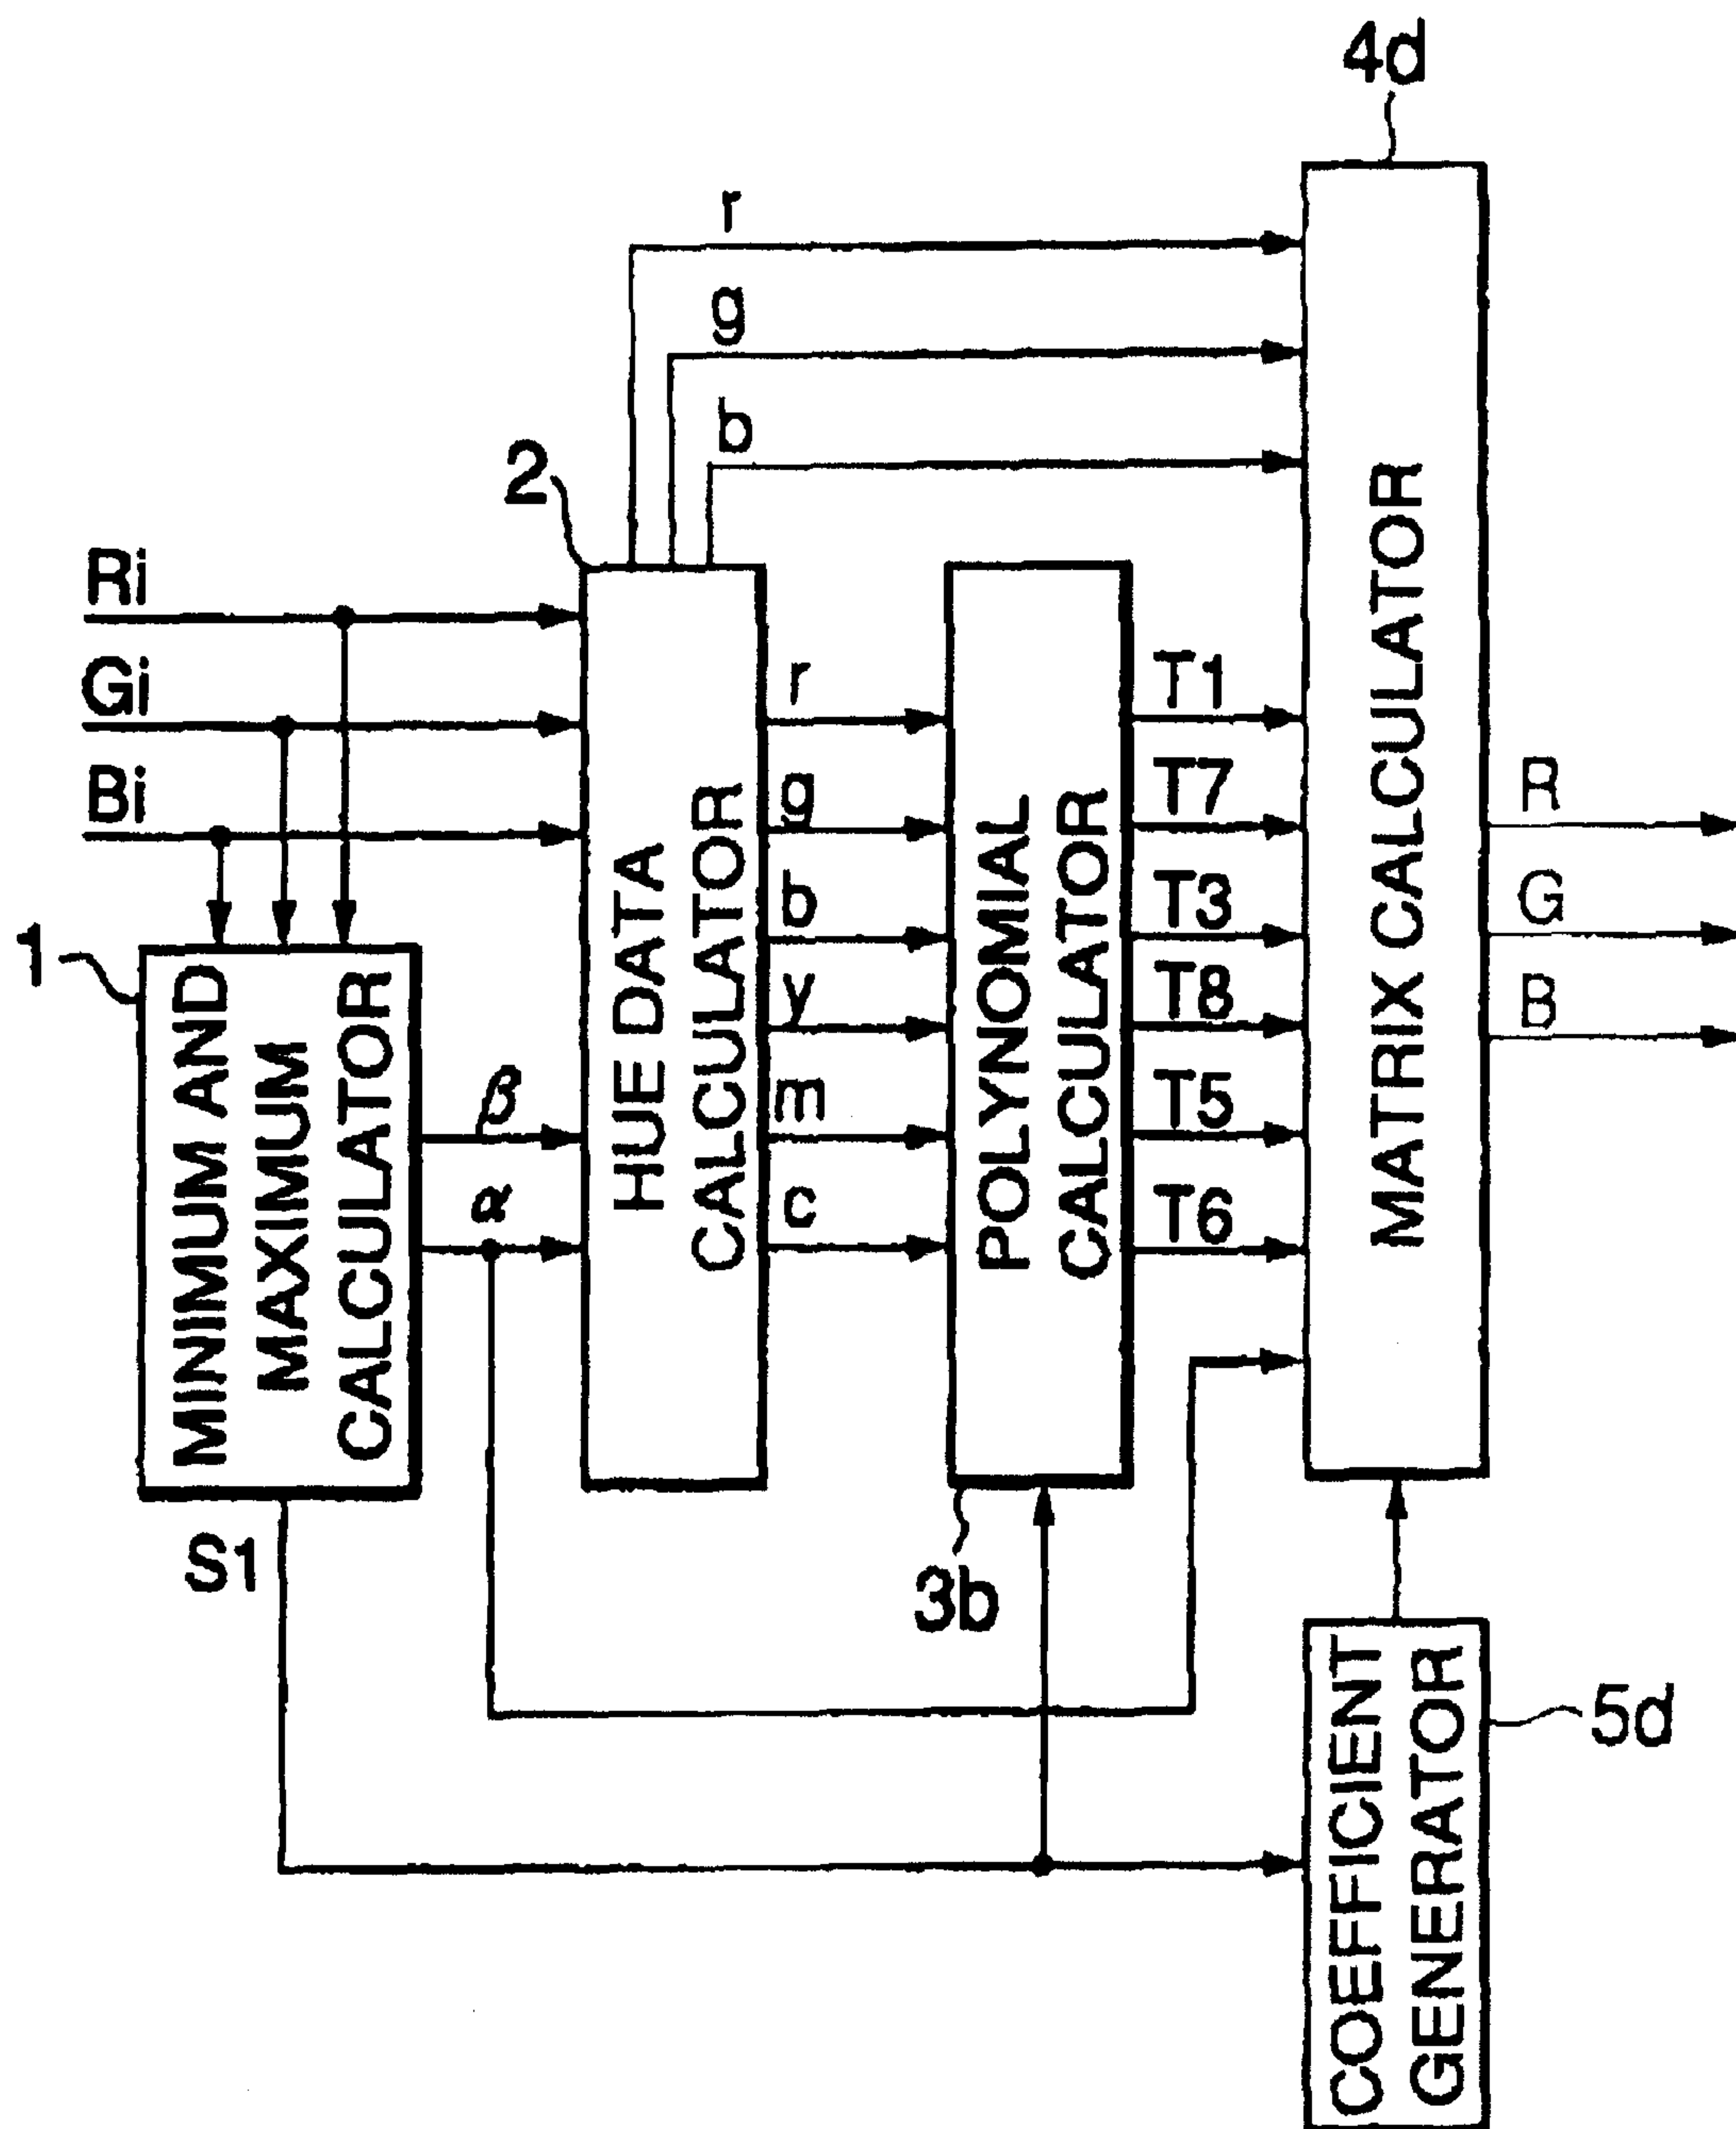 4d
r
g
b
2
Ri
Gi
Bi
1
MINIMUM AND
MAXIMUM
CALCULATOR
β
α
S1
HUE DATA
CALCULATOR
r
g
b
y
m
c
POLYNOMIAL
CALCULATOR
3b
T1
T7
T3
T8
T5
T6
MATRIX CALCULATOR
R
G
B
COEFFICIENT
GENERATOR
5d